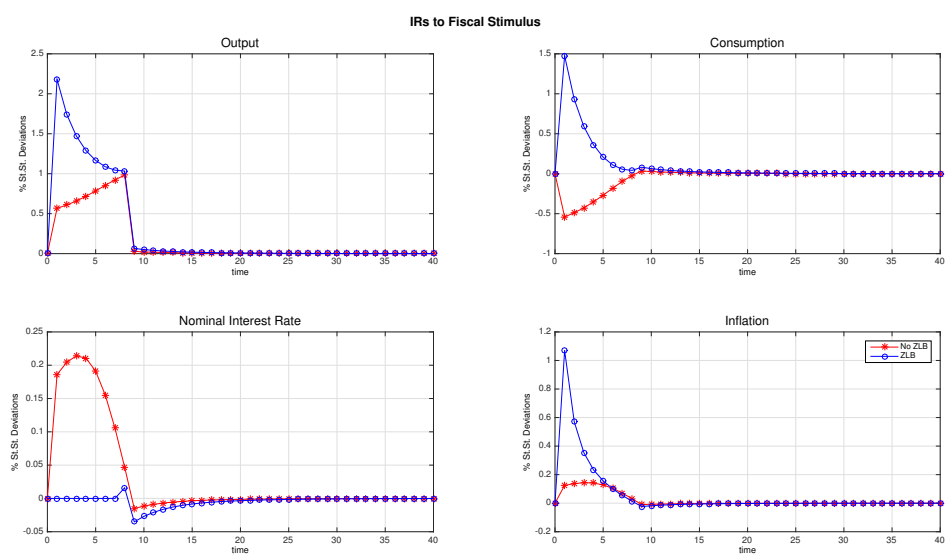 IRs to Fiscal Stimulus
Output
% St.St. Deviations
2.5
2
1.5
1
0.5
0
0 5 10 15 20 25 30 35 40
time
Consumption
% St.St. Deviations
1.5
1
0.5
0
-0.5
-1
0 5 10 15 20 25 30 35 40
time
Nominal Interest Rate
% St.St. Deviations
0.25
0.2
0.15
0.1
0.05
0
-0.05
0 5 10 15 20 25 30 35 40
time
Inflation
% St.St. Deviations
1.2
1
0.8
0.6
0.4
0.2
0
-0.2
0 5 10 15 20 25 30 35 40
time
No ZLB
ZLB